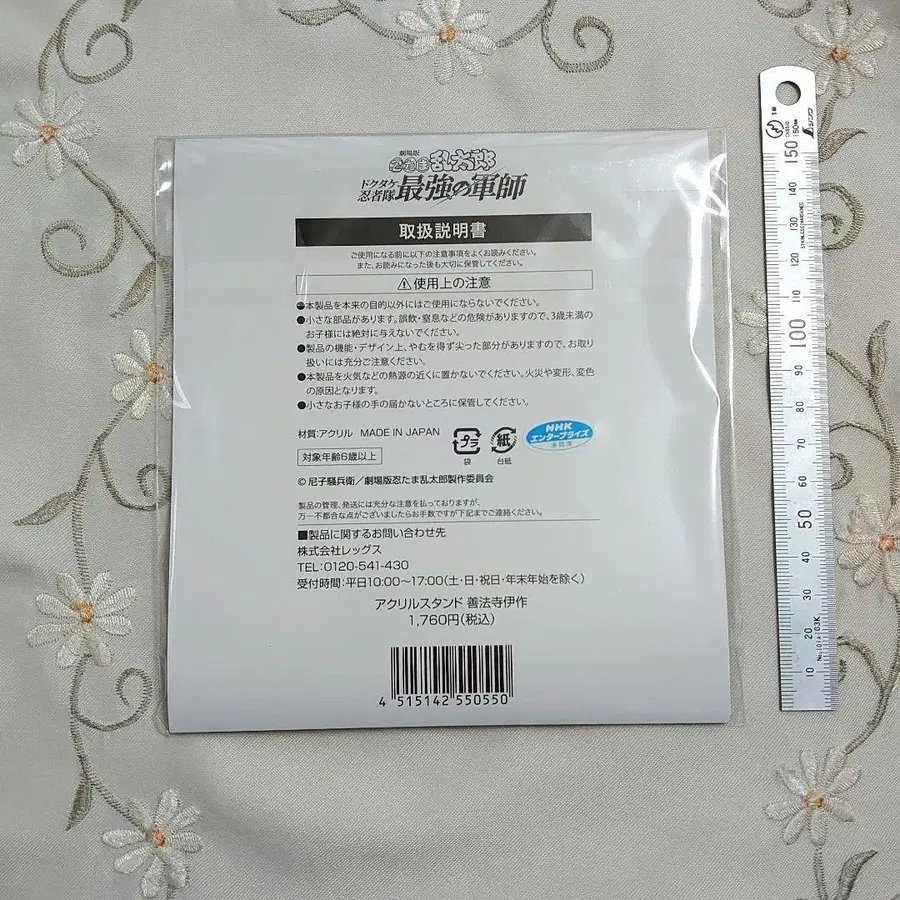 劇場版
忍たま乱太郎
ドクタケ
忍者隊
最強の軍師
取扱説明書
ご使用になる前に以下の注意事項をよくお読みください。
また、お読みになった後も大切に保管してください。
⚠使用上の注意
●本製品を本来の目的以外にはご使用にならないでください。
●小さな部品があります。誤飲・窒息などの危険がありますので、3歳未満の
お子様には絶対に与えないでください。
●製品の機能・デザイン上、やむを得ず尖った部分がありますので、お取り
扱いには充分ご注意ください。
●本製品を火気などの熱源の近くに置かないでください。火災や変形、変色
の原因となります。
●小さなお子様の手の届かないところに保管してください。
材質:アクリル MADE IN JAPAN
対象年齢6歳以上
プラ
袋
紙
台紙
NHK
エンタープライズ
© 尼子騒兵衛/劇場版忍たま乱太郎製作委員会
製品の管理、発送には充分な注意を払っておりますが、
万一不都合な点がございましたらお手数ですが下記までご連絡ください。
■製品に関するお問い合わせ先
株式会社レッグス
TEL:0120-541-430
受付時間:平日10:00〜17:00(土・日・祝日・年末年始を除く)
アクリルスタンド 善法寺伊作
1,760円(税込)
4 515142 550550
シンワ
150
140
130
120
110
100
90
80
70
60
50
40
30
20
10